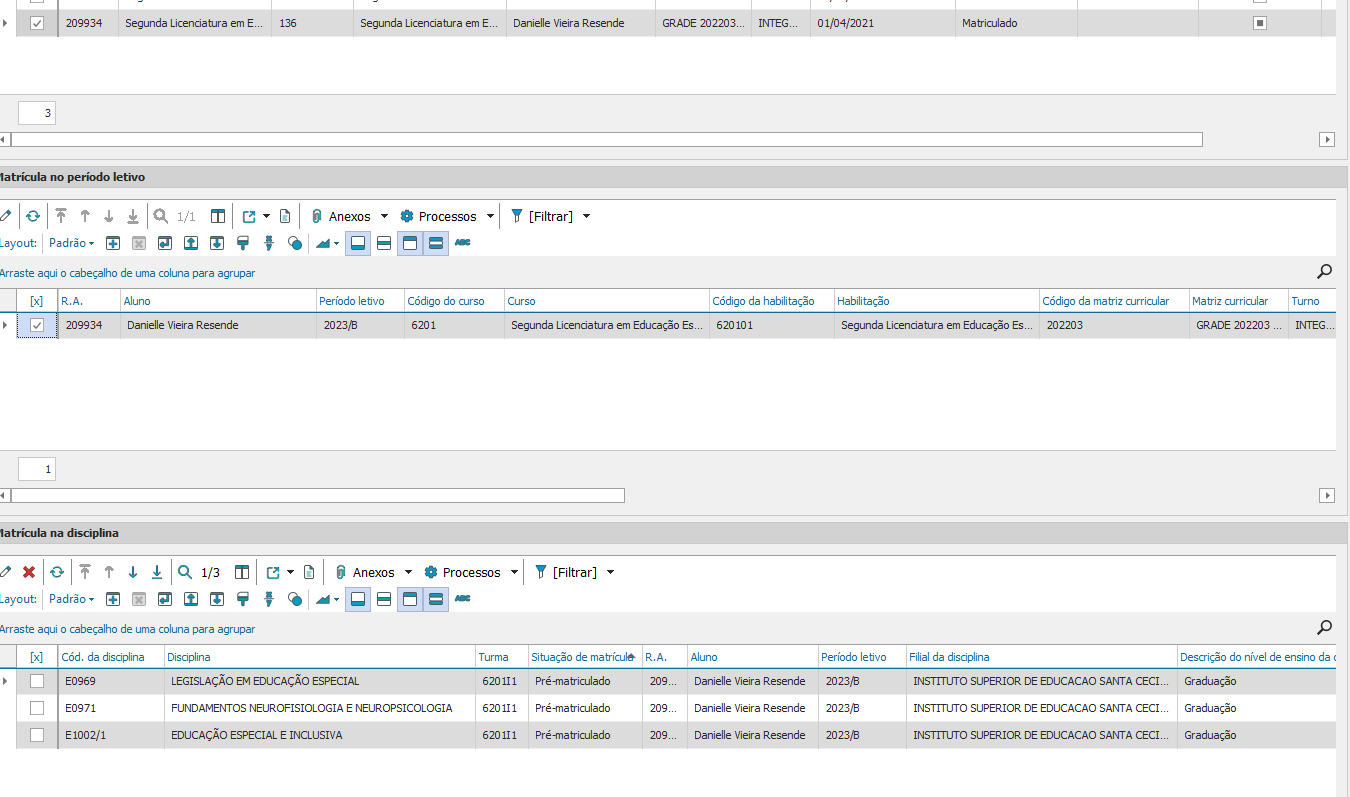 209934 Segunda Licenciatura em E... 136 Segunda Licenciatura em E... Danielle Vieira Resende GRADE 202203... INTEG... 01/04/2021 Matriculado
3
Matrícula no período letivo
1/1 Anexos Processos [Filtrar]
Layout: Padrão ABC
Arraste aqui o cabeçalho de uma coluna para agrupar
[x] R.A. Aluno Período letivo Código do curso Curso Código da habilitação Habilitação Código da matriz curricular Matriz curricular Turno
209934 Danielle Vieira Resende 2023/B 6201 Segunda Licenciatura em Educação Es... 620101 Segunda Licenciatura em Educação Es... 202203 GRADE 202203 ... INTEG...
1
Matrícula na disciplina
1/3 Anexos Processos [Filtrar]
Layout: Padrão ABC
Arraste aqui o cabeçalho de uma coluna para agrupar
[x] Cód. da disciplina Disciplina Turma Situação de matrícula R.A. Aluno Período letivo Filial da disciplina Descrição do nível de ensino da
E0969 LEGISLAÇÃO EM EDUCAÇÃO ESPECIAL 6201I1 Pré-matriculado 209... Danielle Vieira Resende 2023/B INSTITUTO SUPERIOR DE EDUCACAO SANTA CECI... Graduação
E0971 FUNDAMENTOS NEUROFISIOLOGIA E NEUROPSICOLOGIA 6201I1 Pré-matriculado 209... Danielle Vieira Resende 2023/B INSTITUTO SUPERIOR DE EDUCACAO SANTA CECI... Graduação
E1002/1 EDUCAÇÃO ESPECIAL E INCLUSIVA 6201I1 Pré-matriculado 209... Danielle Vieira Resende 2023/B INSTITUTO SUPERIOR DE EDUCACAO SANTA CECI... Graduação